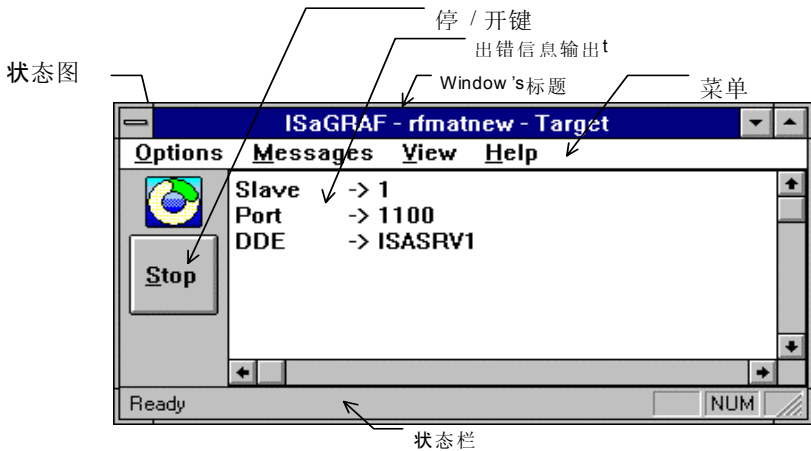 停 / 开键
出错信息输出t
状态图
Window's标题
菜单
ISaGRAF - rfmatnew - Target
Options Messages View Help
Slave -> 1
Port -> 1100
DDE -> ISASRV1
Stop
Ready
NUM
状态栏